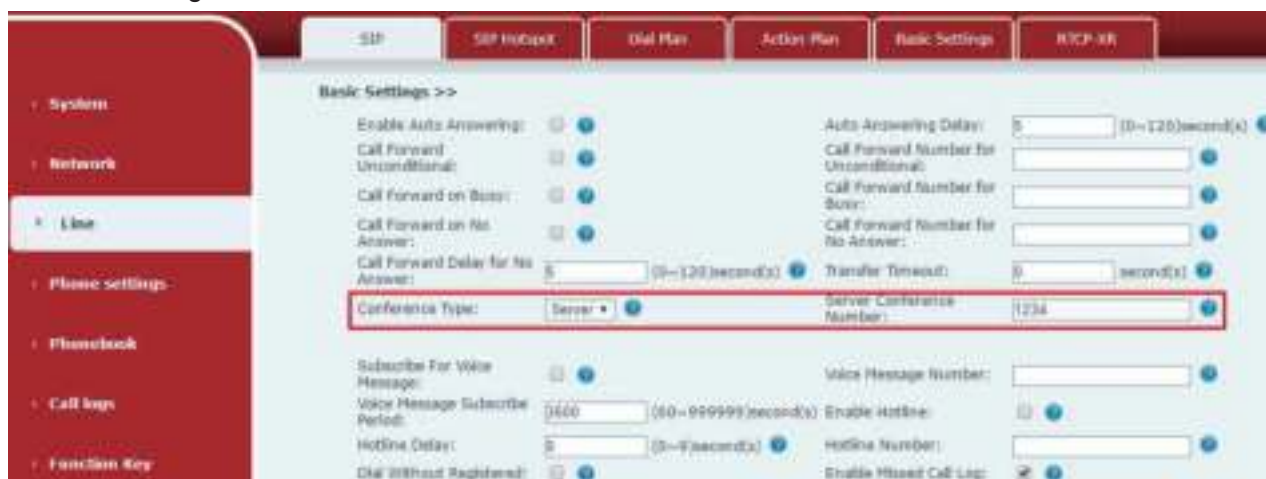 SIP SIP Hotspot Dial Plan Action Plan Basic Settings RTCP-XR
System
Network
Line
Phone settings
Phonebook
Call logs
Function Key
Basic Settings >>
Enable Auto Answering: Auto Answering Delay: 5 (0~120)second(s)
Call Forward Unconditional: Call Forward Number for Unconditional:
Call Forward on Busy: Call Forward Number for Busy:
Call Forward on No Answer: Call Forward Number for No Answer:
Call Forward Delay for No Answer: 5 (0~120)second(s) Transfer Timeout: 0 second(s)
Conference Type: Server Server Conference Number: 1234
Subscribe For Voice Message: Voice Message Number:
Voice Message Subscribe Period: 3600 (60~999999)second(s) Enable Hotline:
Hotline Delay: 0 (0~9)second(s) Hotline Number:
Dial Without Registered: Enable Missed Call Log: